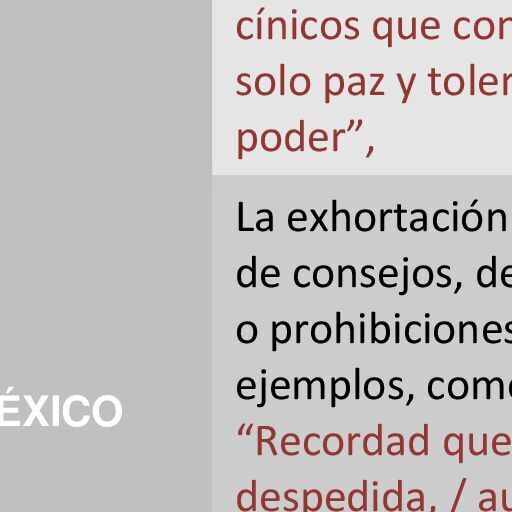 cínicos que con
solo paz y toler
poder”,
La exhortación
de consejos, de
o prohibiciones
ejemplos, como
“Recordad que
despedida, / au
ÉXICO